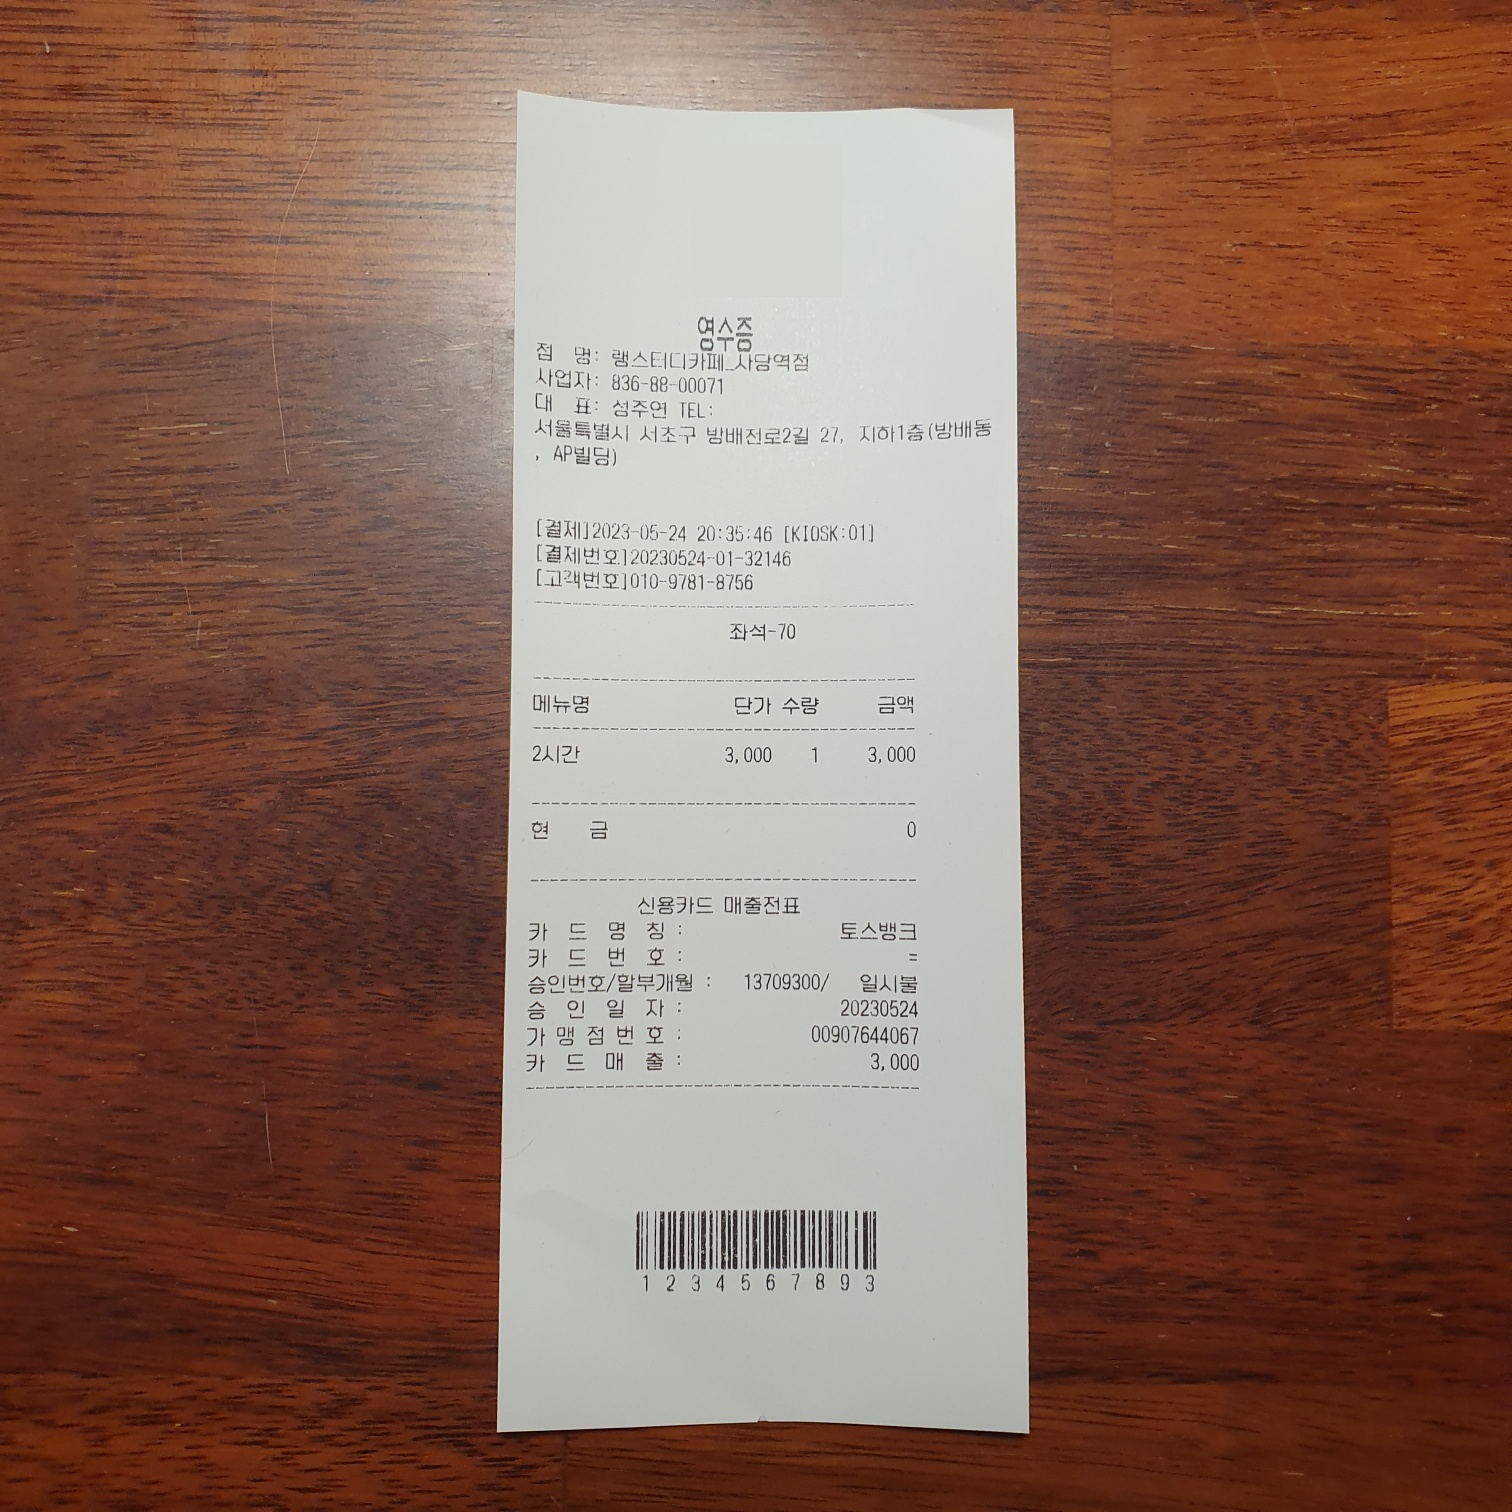 영수증
점 명: 랭스터디카페_사당역점
사업자: 836-88-00071
대 표: 성주연 TEL:
서울특별시 서초구 방배천로2길 27, 지하1층(방배동
, AP빌딩)
[결제]2023-05-24 20:35:46 [KIOSK:01]
[결제번호]20230524-01-32146
[고객번호]010-9781-8756
좌석-70
메뉴명 단가 수량 금액
2시간 3,000 1 3,000
현 금 0
신용카드 매출전표
카 드 명 칭 : 토스뱅크
카 드 번 호 : =
승인번호/할부개월 : 13709300/ 일시불
승 인 일 자 : 20230524
가 맹 점 번 호 : 00907644067
카 드 매 출 : 3,000
1 2 3 4 5 6 7 8 9 3